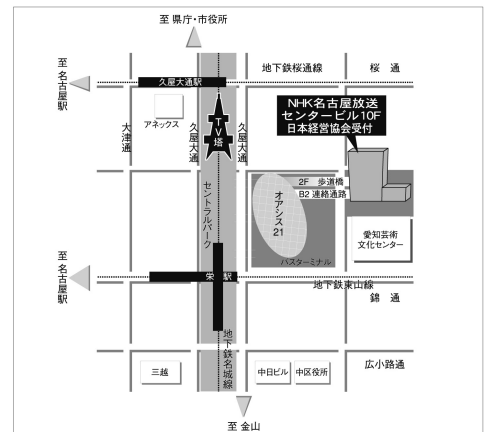 至 県庁・市役所
至 名古屋駅
久屋大通駅
地下鉄桜通線
桜 通
アネックス
大津通
久屋大通
TV塔
久屋大通
NHK名古屋放送
センタービル10F
日本経営協会受付
セントラルパーク
オアシス21
2F 歩道橋
B2 連絡通路
愛知芸術
文化センター
バスターミナル
至 名古屋駅
栄 駅
地下鉄東山線
錦 通
地下鉄名城線
三越
中日ビル
中区役所
広小路通
至 金山